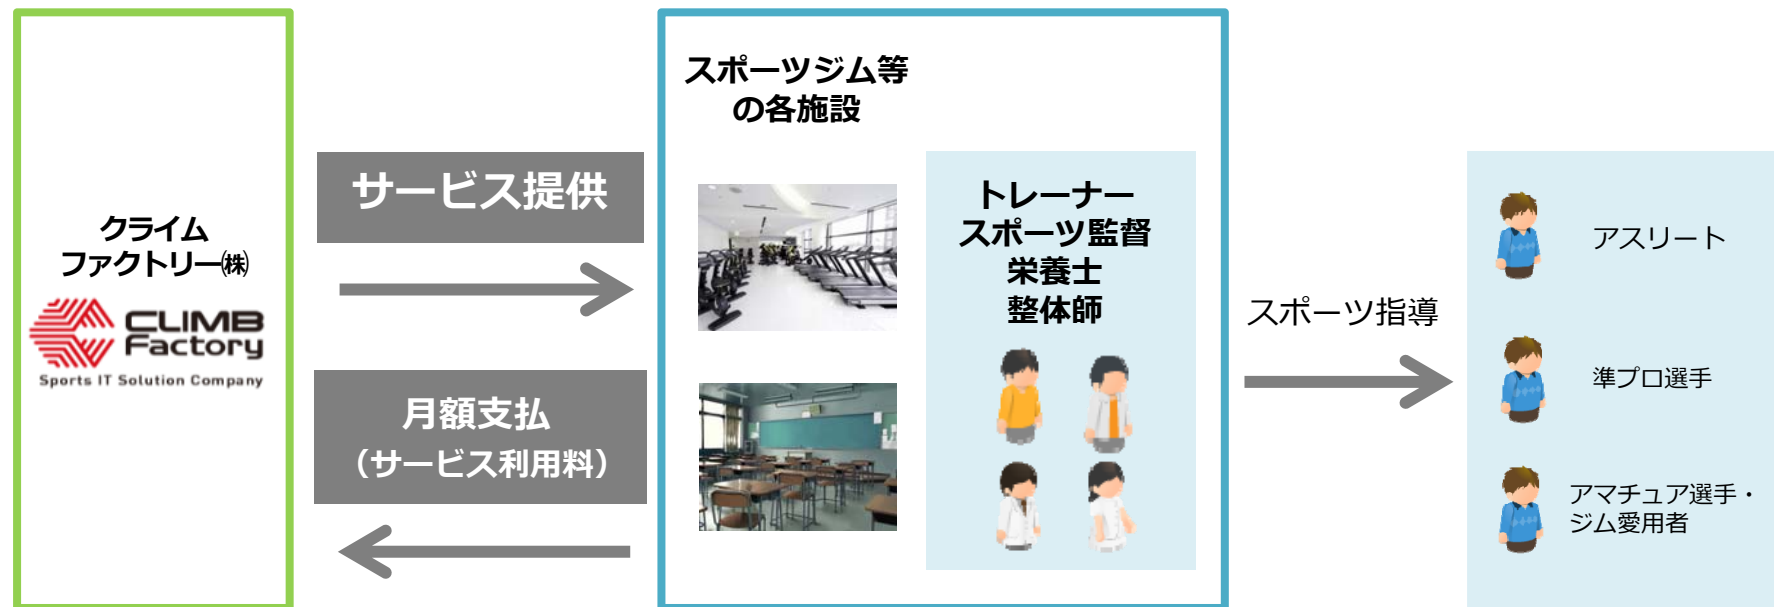 クライム
ファクトリー㈱
CLIMB
Factory
Sports IT Solution Company
サービス提供
月額支払
（サービス利用料）
スポーツジム等
の各施設
トレーナー
スポーツ監督
栄養士
整体師
スポーツ指導
アスリート
準プロ選手
アマチュア選手・
ジム愛用者